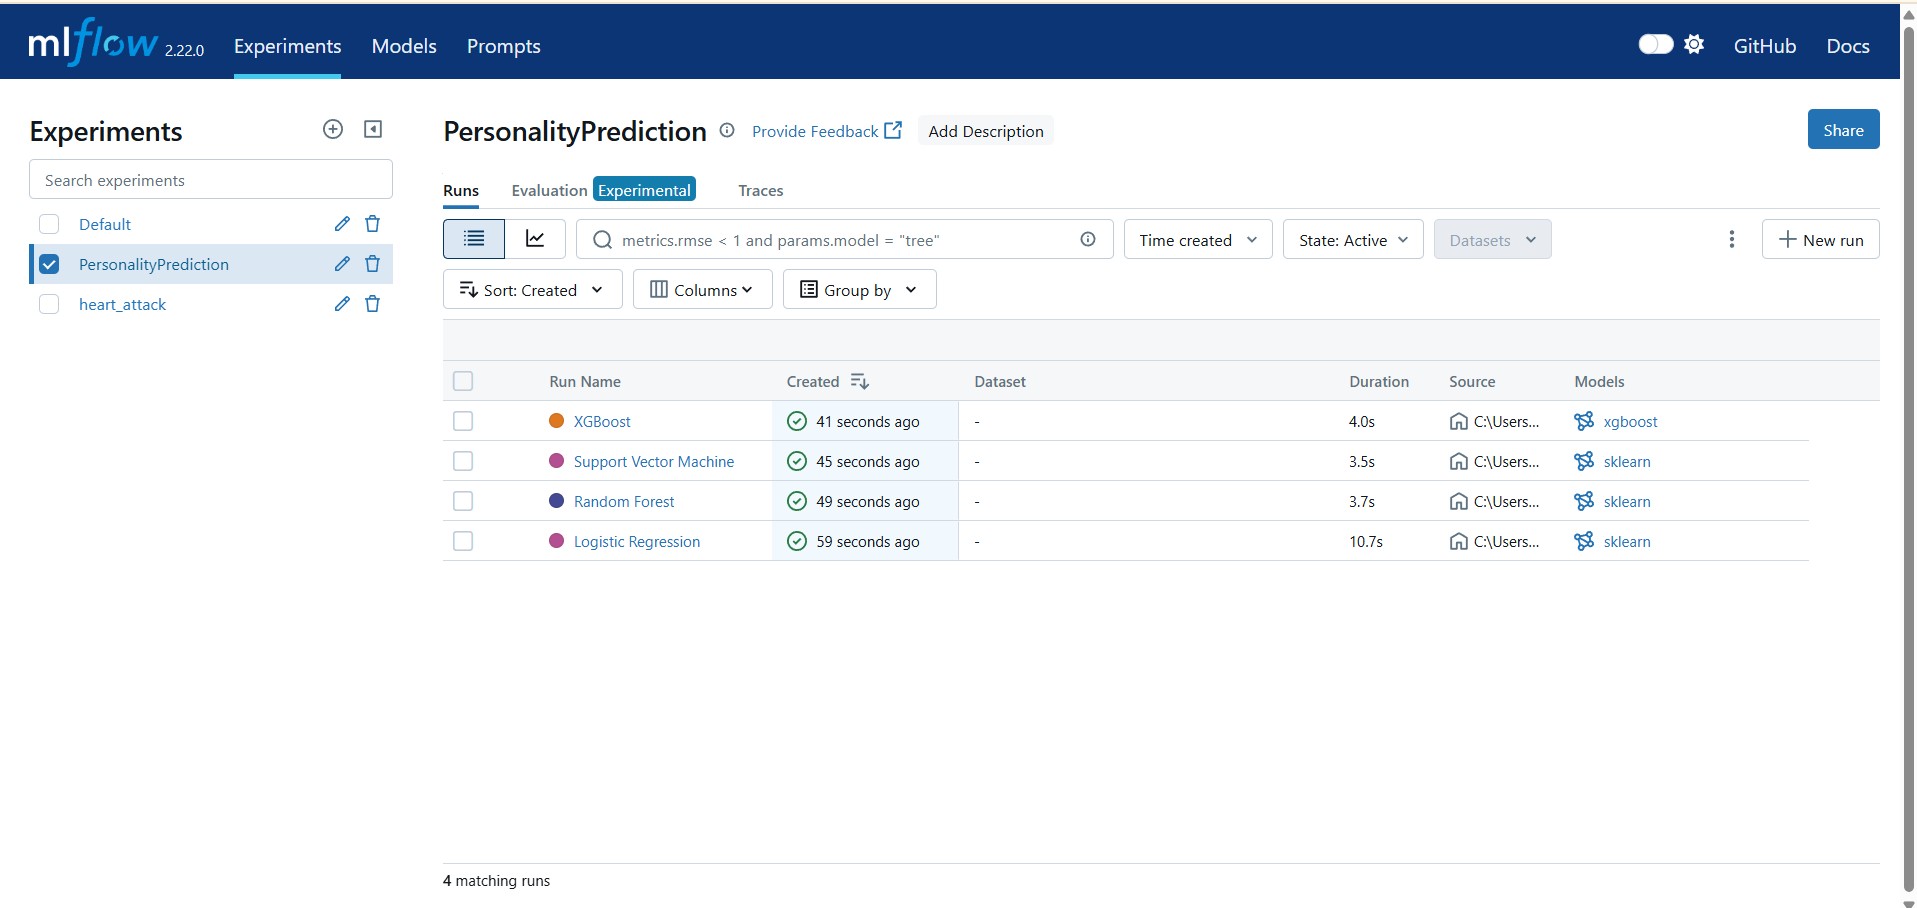 mlflow 2.22.0 Experiments Models Prompts GitHub Docs
Experiments
Search experiments
Default
PersonalityPrediction
heart_attack
PersonalityPrediction Provide Feedback Add Description Share
Runs Evaluation Experimental Traces
metrics.rmse < 1 and params.model = "tree" Time created State: Active Datasets New run
Sort: Created Columns Group by
Run Name Created Dataset Duration Source Models
XGBoost 41 seconds ago - 4.0s C:\Users... xgboost
Support Vector Machine 45 seconds ago - 3.5s C:\Users... sklearn
Random Forest 49 seconds ago - 3.7s C:\Users... sklearn
Logistic Regression 59 seconds ago - 10.7s C:\Users... sklearn
4 matching runs